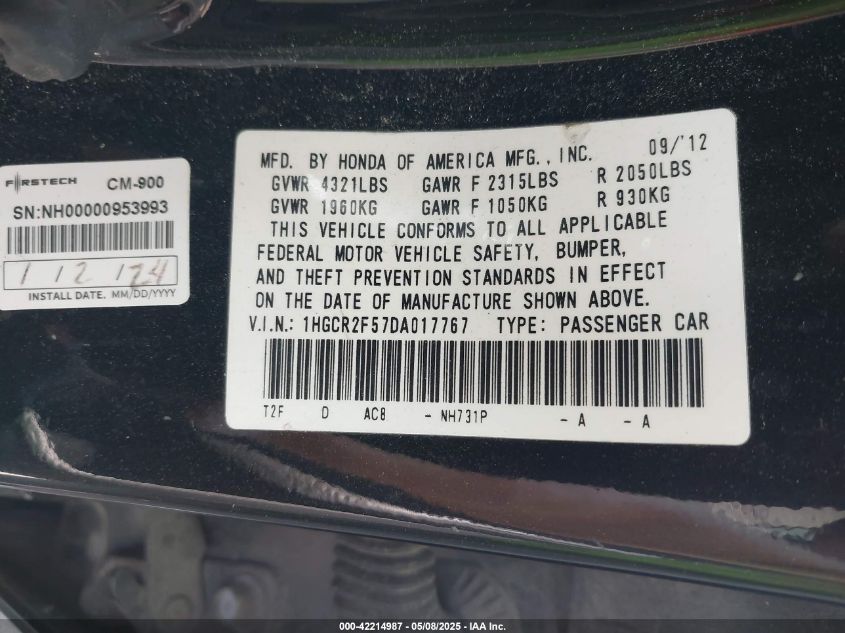 FIRSTECH CM-900
SN:NH00000953993
1 12 124
INSTALL DATE. MM/DD/YYYY
MFD. BY HONDA OF AMERICA MFG., INC. 09/'12
GVWR 4321LBS GAWR F 2315LBS R 2050LBS
GVWR 1960KG GAWR F 1050KG R 930KG
THIS VEHICLE CONFORMS TO ALL APPLICABLE
FEDERAL MOTOR VEHICLE SAFETY, BUMPER,
AND THEFT PREVENTION STANDARDS IN EFFECT
ON THE DATE OF MANUFACTURE SHOWN ABOVE.
V.I.N.: 1HGCR2F57DA017767 TYPE: PASSENGER CAR
T2F D AC8 - NH731P - A - A
000-42214987 - 05/08/2025 - IAA Inc.